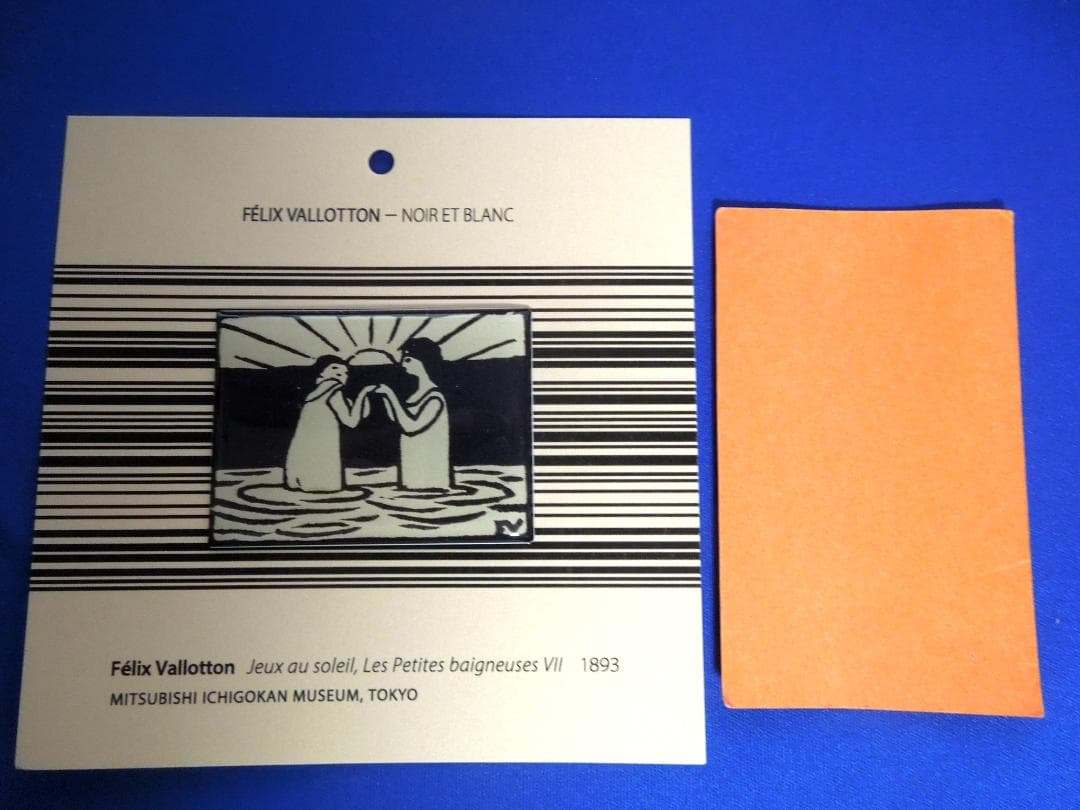 FÉLIX VALLOTTON – NOIR ET BLANC
FV
Félix Vallotton Jeux au soleil, Les Petites baigneuses VII 1893
MITSUBISHI ICHIGOKAN MUSEUM, TOKYO